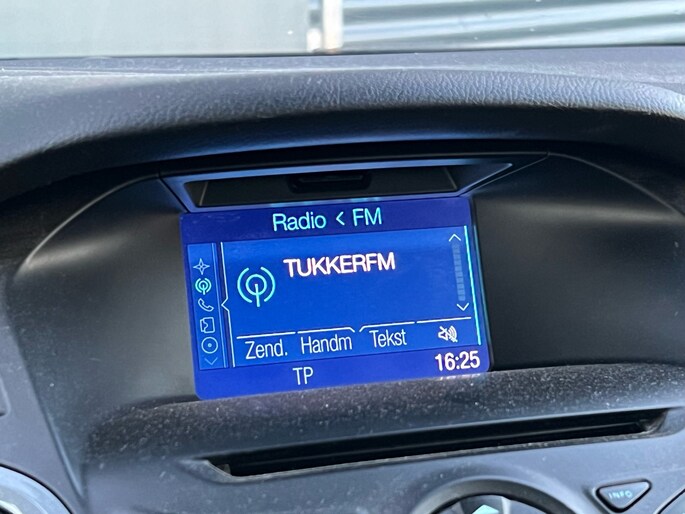 Radio < FM
TUKKERFM
Zend. Handm Tekst
TP 16:25
INFO